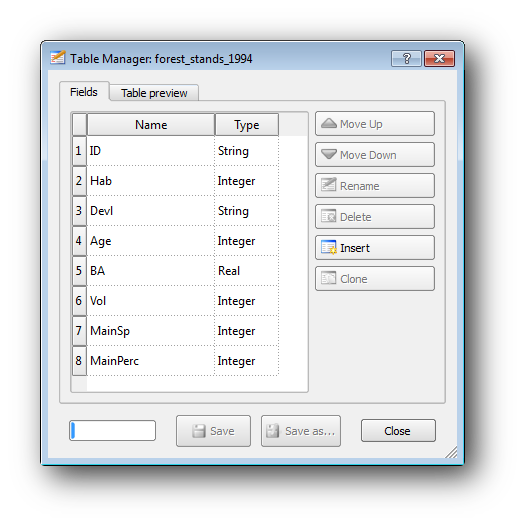 Table Manager: forest_stands_1994
Fields Table preview
Name Type
1 ID String
2 Hab Integer
3 Devl String
4 Age Integer
5 BA Real
6 Vol Integer
7 MainSp Integer
8 MainPerc Integer
Move Up
Move Down
Rename
Delete
Insert
Clone
Save Save as... Close